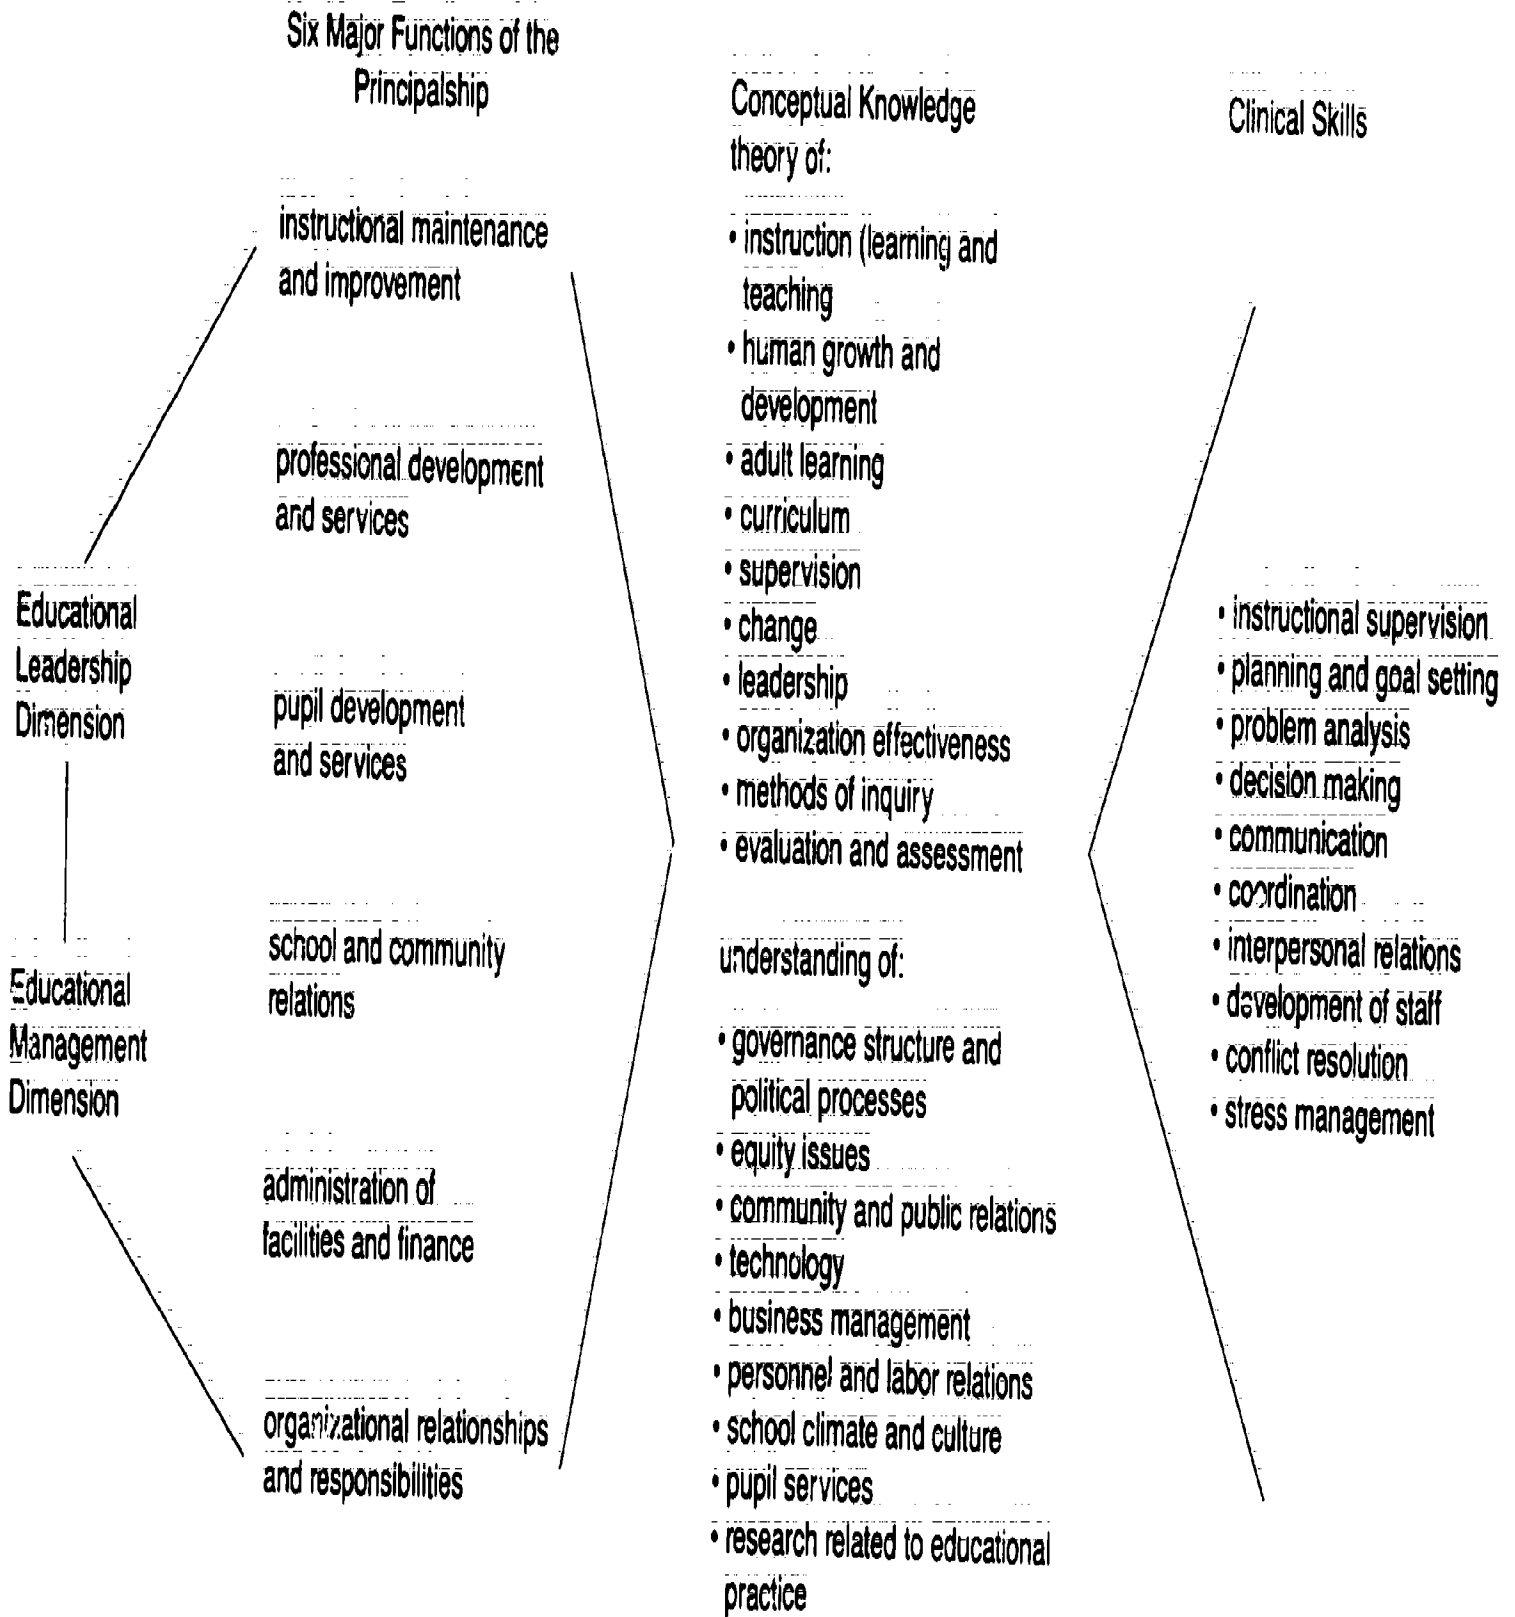 Six Major Functions of the
Principalship
instructional maintenance
and improvement
professional development
and services
pupil development
and services
school and community
relations
administration of
facilities and finance
organizational relationships
and responsibilities
Educational
Leadership
Dimension
Educational
Management
Dimension
Conceptual Knowledge
theory of:
• instruction (learning and
teaching
• human growth and
development
• adult learning
• curriculum
• supervision
• change
• leadership
• organization effectiveness
• methods of inquiry
• evaluation and assessment
understanding of:
• governance structure and
political processes
• equity issues
• community and public relations
• technology
• business management
• personnel and labor relations
• school climate and culture
• pupil services
• research related to educational
practice
Clinical Skills
• instructional supervision
• planning and goal setting
• problem analysis
• decision making
• communication
• coordination
• interpersonal relations
• development of staff
• conflict resolution
• stress management